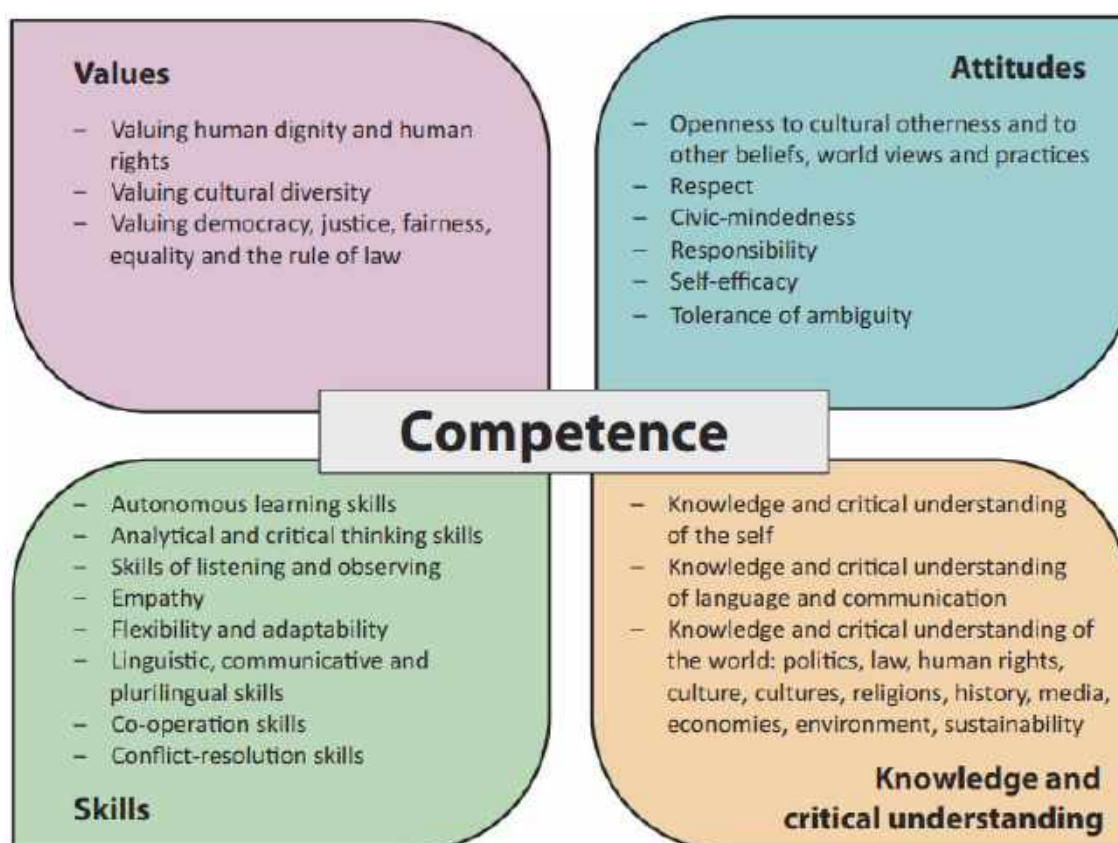 Values
– Valuing human dignity and human
rights
– Valuing cultural diversity
– Valuing democracy, justice, fairness,
equality and the rule of law
Attitudes
– Openness to cultural otherness and to
other beliefs, world views and practices
– Respect
– Civic-mindedness
– Responsibility
– Self-efficacy
– Tolerance of ambiguity
Competence
– Autonomous learning skills
– Analytical and critical thinking skills
– Skills of listening and observing
– Empathy
– Flexibility and adaptability
– Linguistic, communicative and
plurilingual skills
– Co-operation skills
– Conflict-resolution skills
Skills
– Knowledge and critical understanding
of the self
– Knowledge and critical understanding
of language and communication
– Knowledge and critical understanding of
the world: politics, law, human rights,
culture, cultures, religions, history, media,
economies, environment, sustainability
Knowledge and
critical understanding